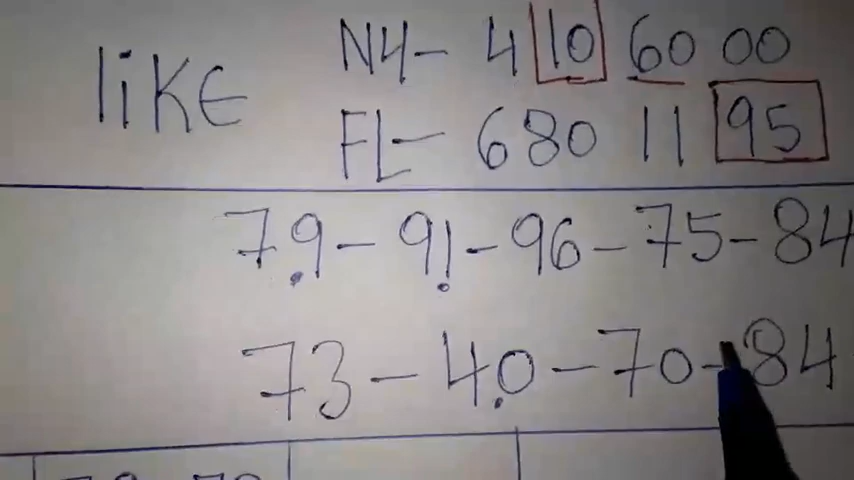 LiKE
NY- 4 10 60 00
FL- 680 11 95
79 - 91 - 96 - 75 - 84
73 - 40 - 70 - 84